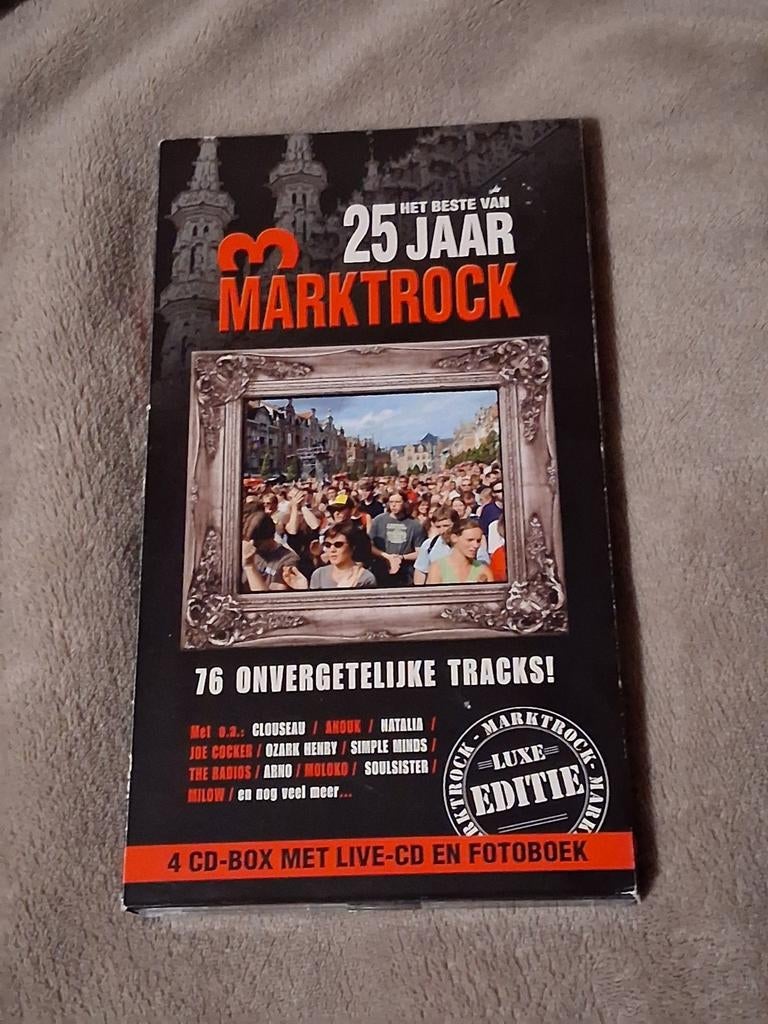 HET BESTE VAN
25 JAAR
MARKTROCK
76 ONVERGETELIJKE TRACKS!
Met o.a.: CLOUSEAU / ANOUK / NATALIA /
JOE COCKER / OZARK HENRY / SIMPLE MINDS /
THE RADIOS / ARNO / MOLOKO / SOULSISTER /
MILOW / en nog veel meer...
RKTROCK - MARKTROCK - MARK
LUXE
EDITIE
4 CD-BOX MET LIVE-CD EN FOTOBOEK